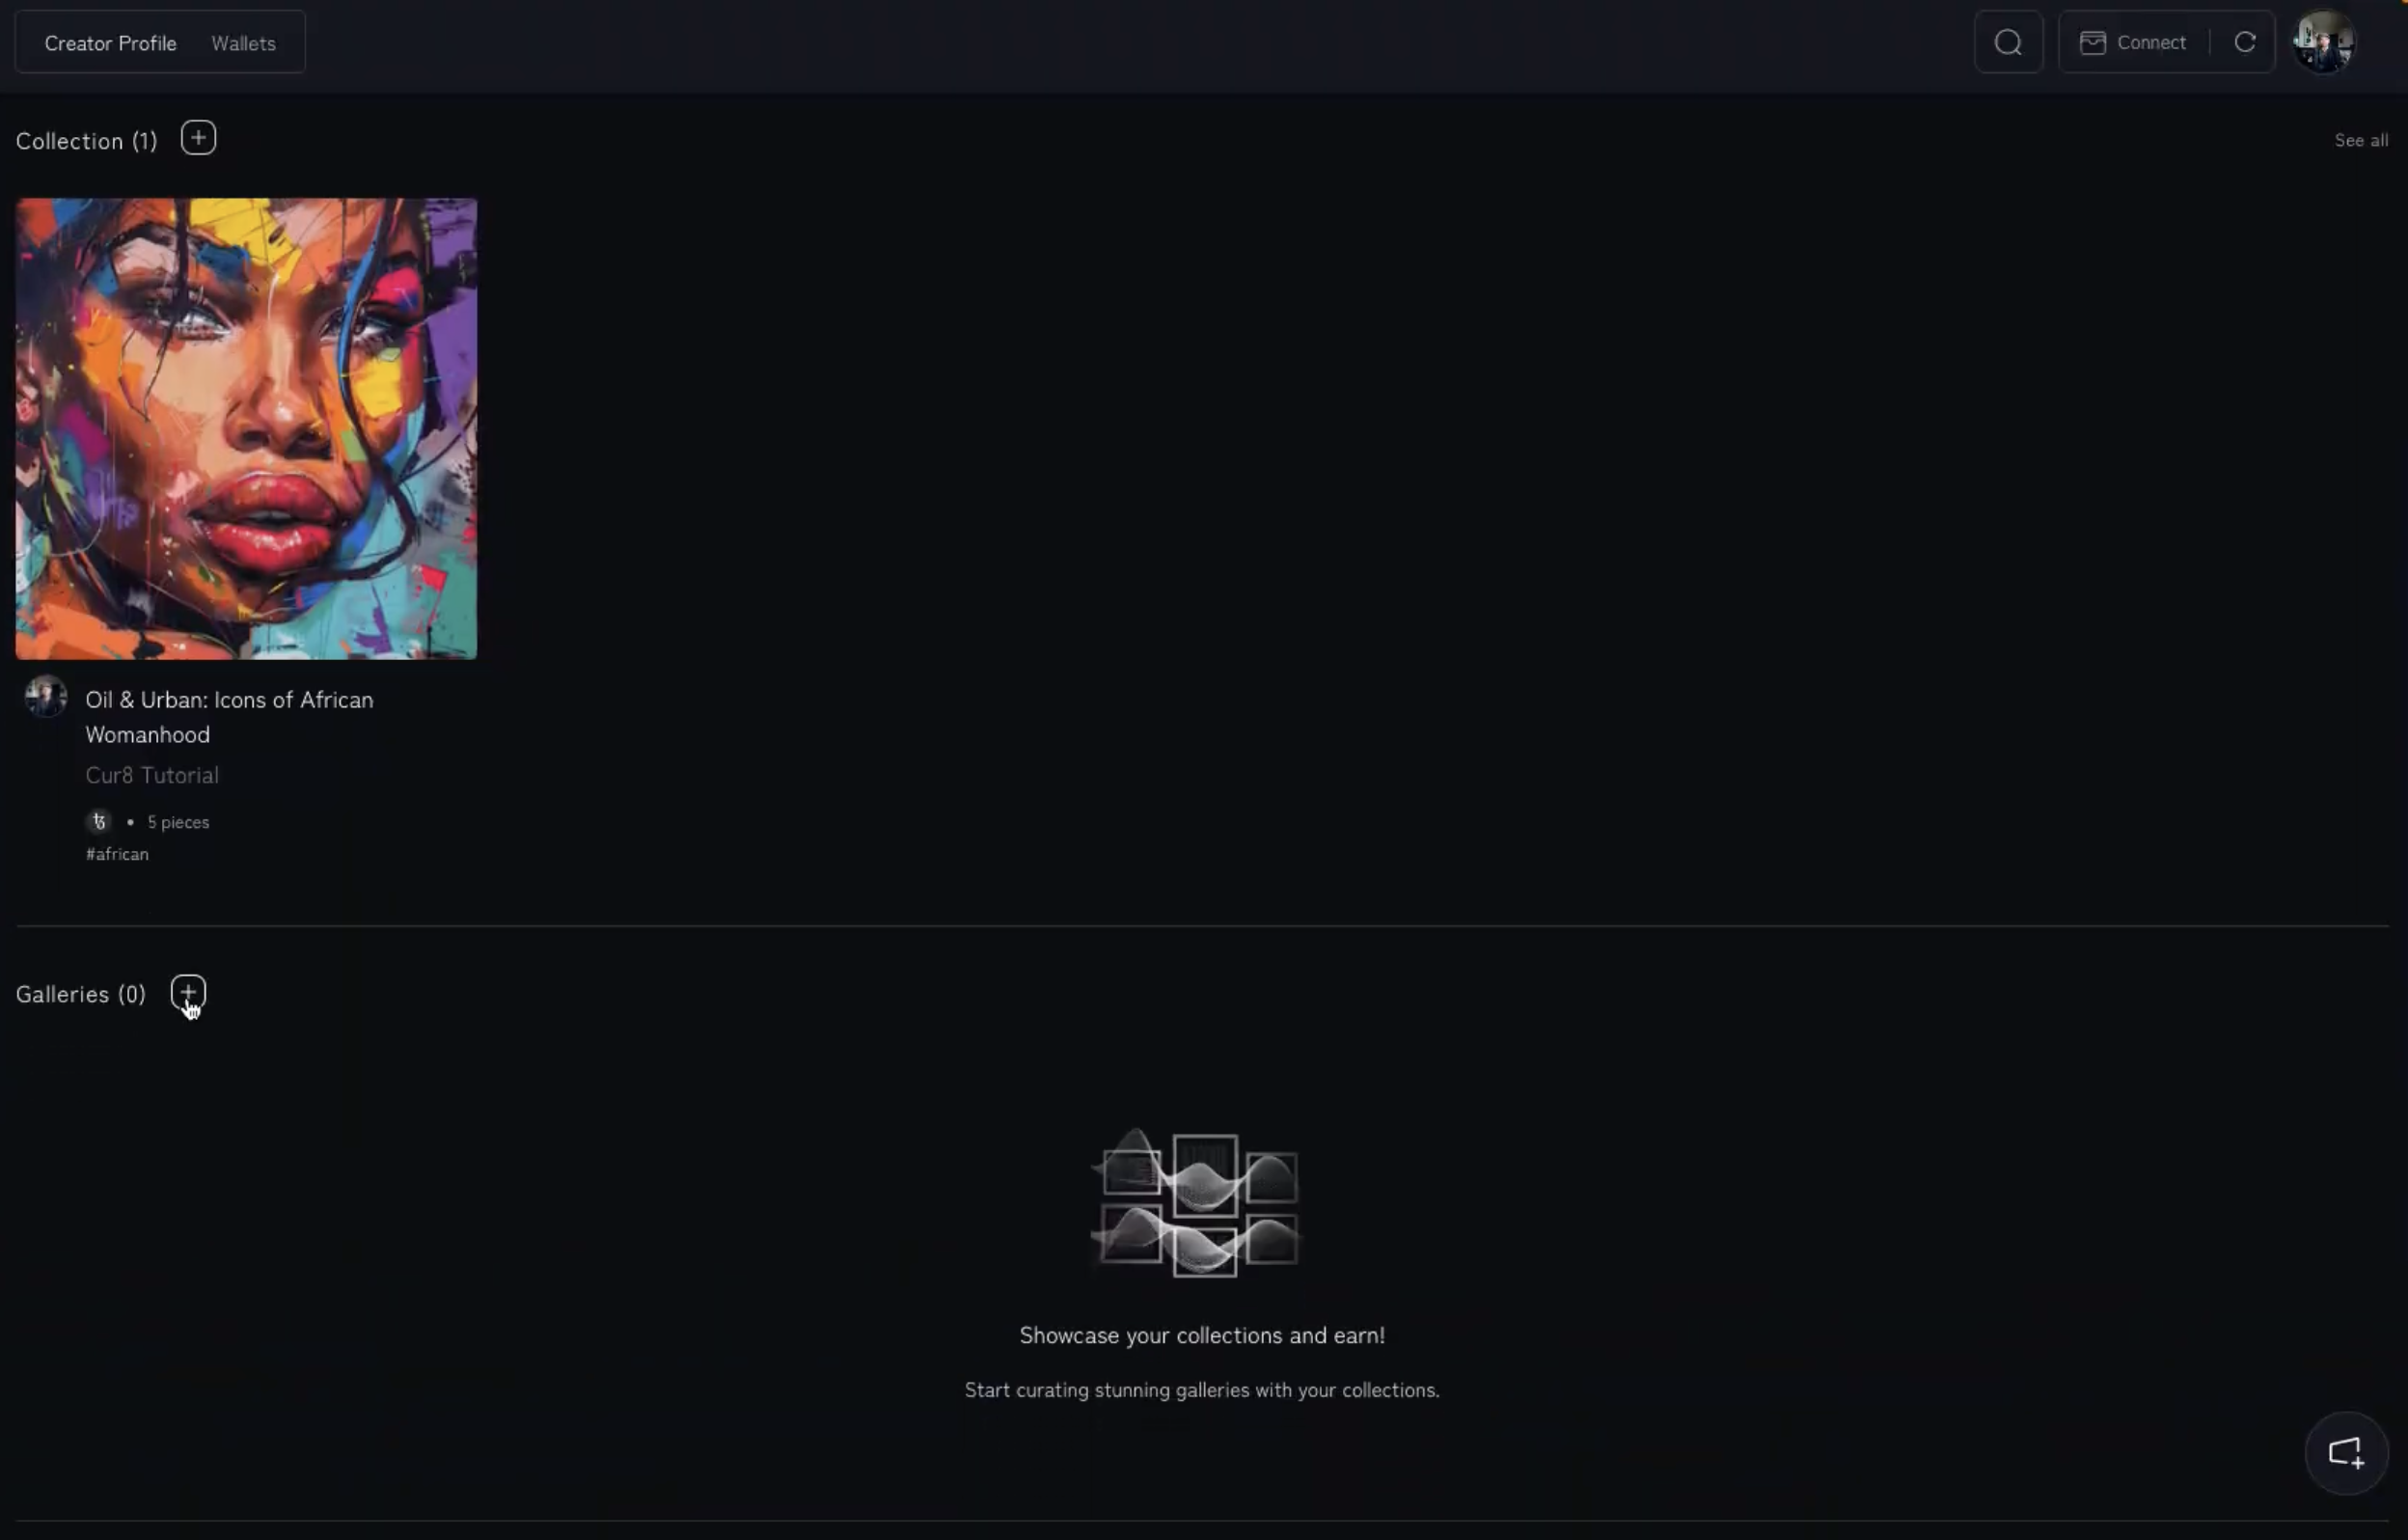 Creator Profile
Wallets
Connect
Collection (1)
See all
Oil & Urban: Icons of African
Womanhood
Cur8 Tutorial
5 pieces
#african
Galleries (0)
Showcase your collections and earn!
Start curating stunning galleries with your collections.